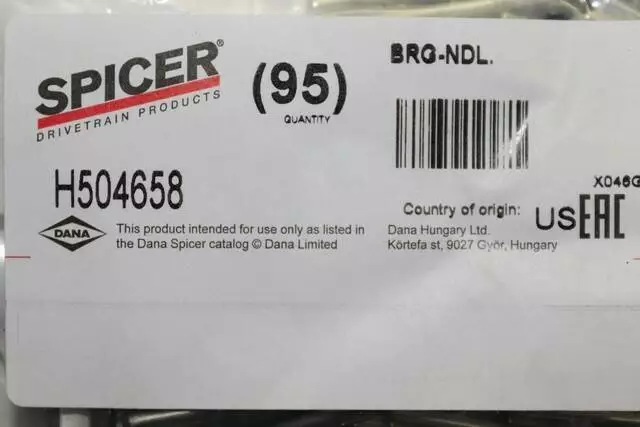 SPICER®
DRIVETRAIN PRODUCTS
(95)
QUANTITY
BRG-NDL.
H504658
X046G
Country of origin: US
EAC
DANA
This product intended for use only as listed in
the Dana Spicer catalog © Dana Limited
Dana Hungary Ltd.
Körtefa st, 9027 Győr, Hungary